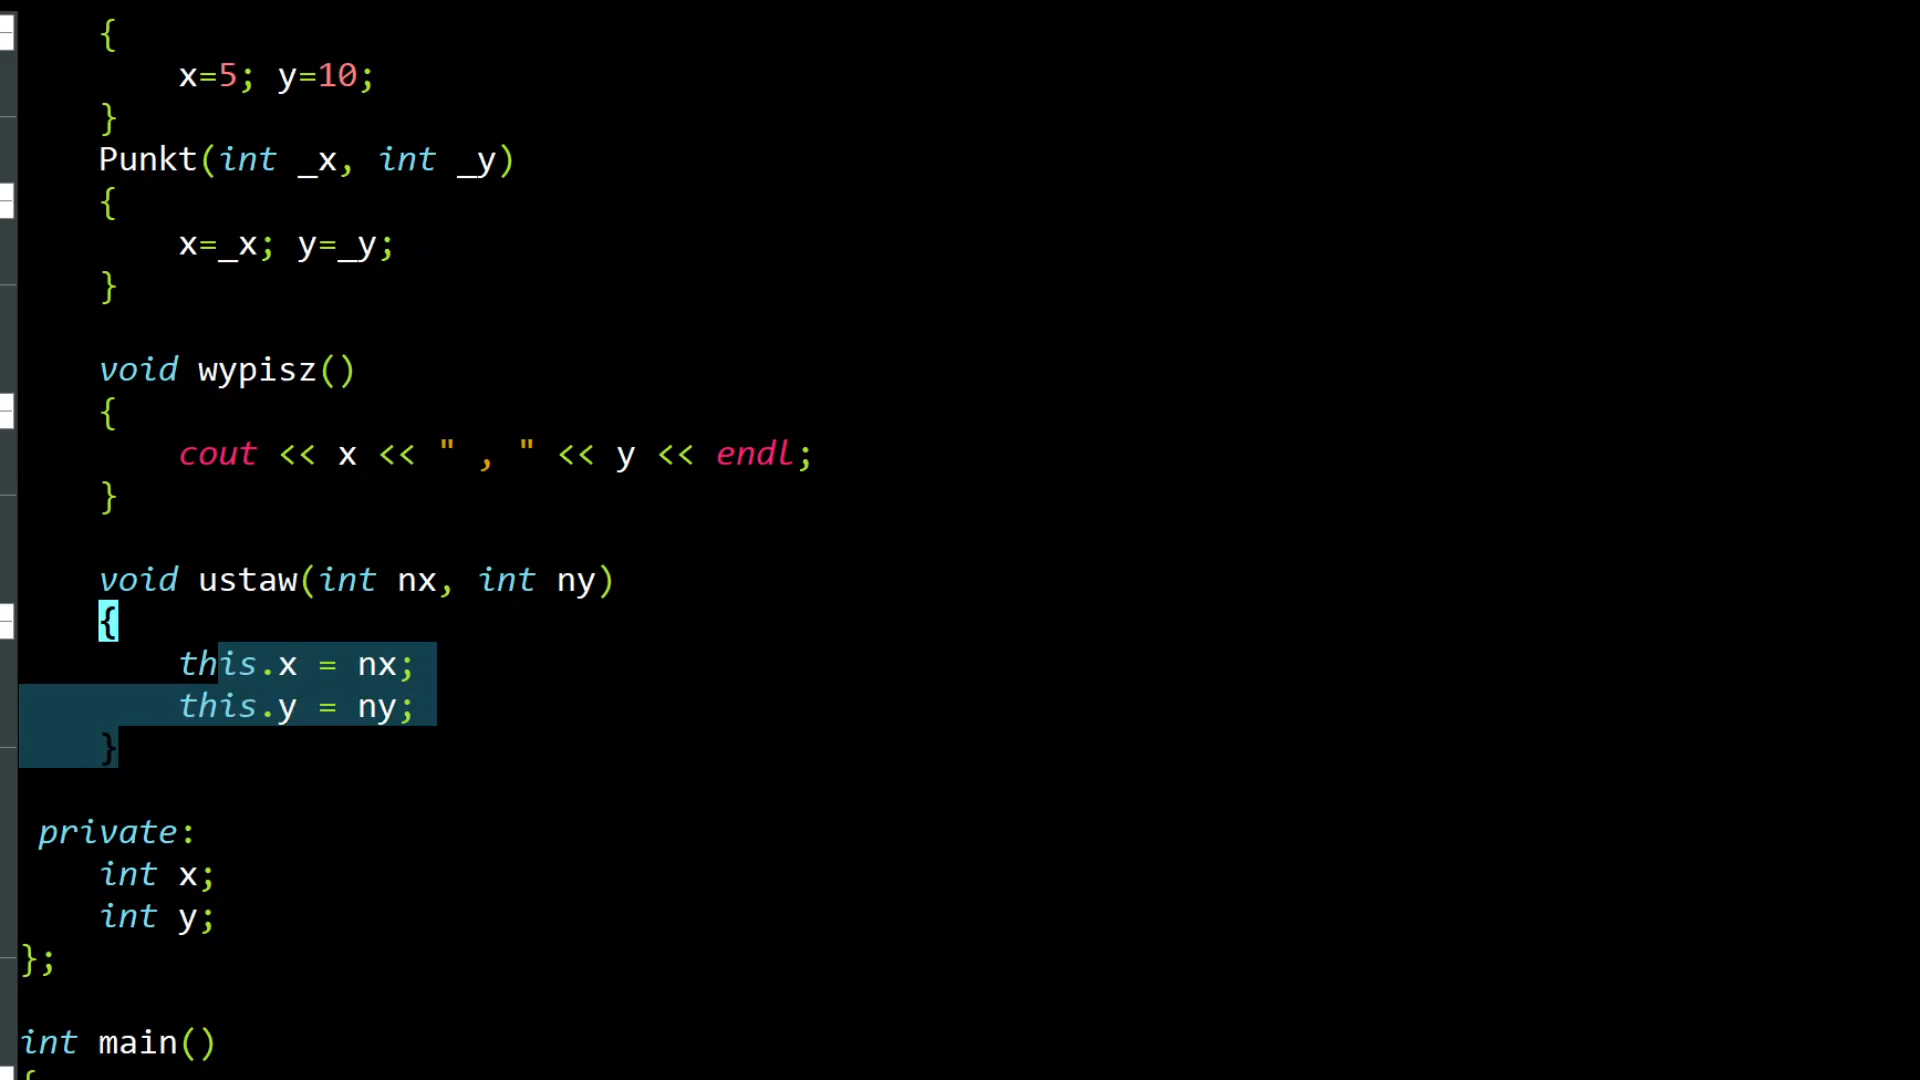 {
x=5; y=10;
}
Punkt(int _x, int _y)
{
x=_x; y=_y;
}
void wypisz()
{
cout << x << " , " << y << endl;
}
void ustaw(int nx, int ny)
{
this.x = nx;
this.y = ny;
}
private:
int x;
int y;
};
int main()
{